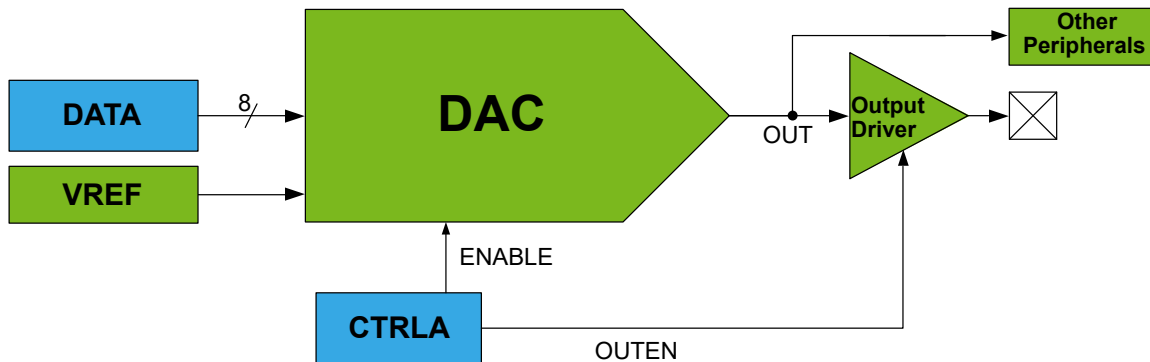 Other
Peripherals
DATA
8
DAC
Output
Driver
OUT
VREF
ENABLE
CTRLA
OUTEN